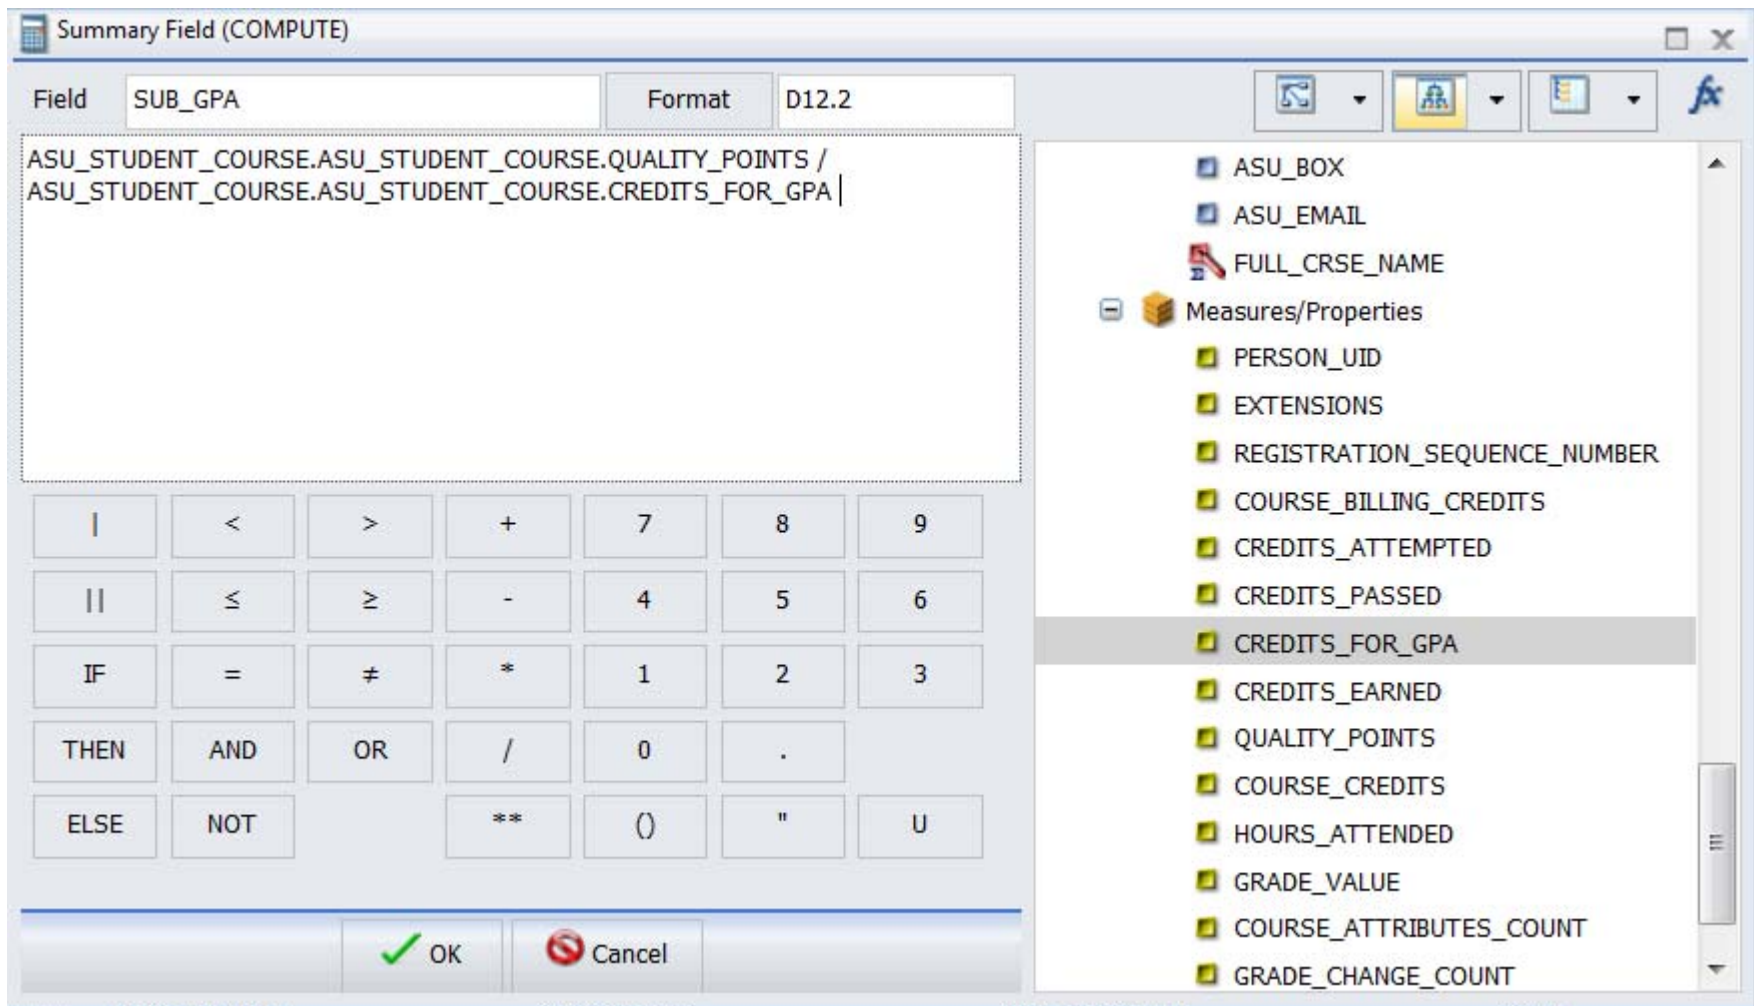 Summary Field (COMPUTE)
Field SUB_GPA Format D12.2
ASU_STUDENT_COURSE.ASU_STUDENT_COURSE.QUALITY_POINTS /
ASU_STUDENT_COURSE.ASU_STUDENT_COURSE.CREDITS_FOR_GPA
| < > + 7 8 9
|| ≤ ≥ - 4 5 6
IF = ≠ * 1 2 3
THEN AND OR / 0 .
ELSE NOT ** () " U
OK Cancel
fx
ASU_BOX
ASU_EMAIL
FULL_CRSE_NAME
Measures/Properties
PERSON_UID
EXTENSIONS
REGISTRATION_SEQUENCE_NUMBER
COURSE_BILLING_CREDITS
CREDITS_ATTEMPTED
CREDITS_PASSED
CREDITS_FOR_GPA
CREDITS_EARNED
QUALITY_POINTS
COURSE_CREDITS
HOURS_ATTENDED
GRADE_VALUE
COURSE_ATTRIBUTES_COUNT
GRADE_CHANGE_COUNT